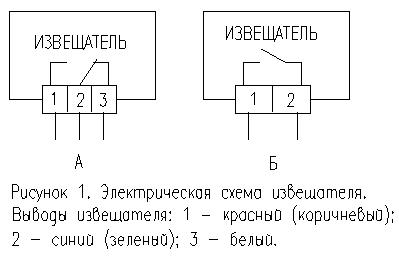 ИЗВЕЩАТЕЛЬ
1 2 3
А
ИЗВЕЩАТЕЛЬ
1 2
Б
Рисунок 1. Электрическая схема извещателя.
Выводы извещателя: 1 – красный (коричневый);
2 – синий (зеленый); 3 – белый.